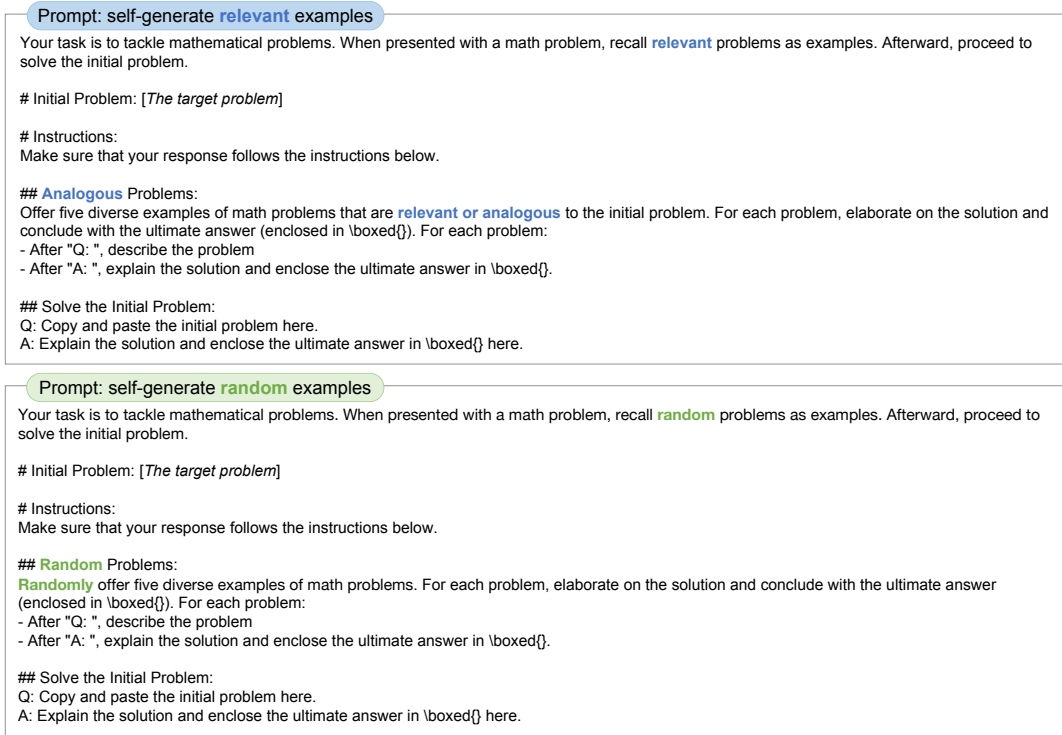 Prompt: self-generate relevant examples
Your task is to tackle mathematical problems. When presented with a math problem, recall relevant problems as examples. Afterward, proceed to
solve the initial problem.
# Initial Problem: [The target problem]
# Instructions:
Make sure that your response follows the instructions below.
## Analogous Problems:
Offer five diverse examples of math problems that are relevant or analogous to the initial problem. For each problem, elaborate on the solution and
conclude with the ultimate answer (enclosed in \boxed{}). For each problem:
- After "Q: ", describe the problem
- After "A: ", explain the solution and enclose the ultimate answer in \boxed{}.
## Solve the Initial Problem:
Q: Copy and paste the initial problem here.
A: Explain the solution and enclose the ultimate answer in \boxed{} here.
Prompt: self-generate random examples
Your task is to tackle mathematical problems. When presented with a math problem, recall random problems as examples. Afterward, proceed to
solve the initial problem.
# Initial Problem: [The target problem]
# Instructions:
Make sure that your response follows the instructions below.
## Random Problems:
Randomly offer five diverse examples of math problems. For each problem, elaborate on the solution and conclude with the ultimate answer
(enclosed in \boxed{}). For each problem:
- After "Q: ", describe the problem
- After "A: ", explain the solution and enclose the ultimate answer in \boxed{}.
## Solve the Initial Problem:
Q: Copy and paste the initial problem here.
A: Explain the solution and enclose the ultimate answer in \boxed{} here.